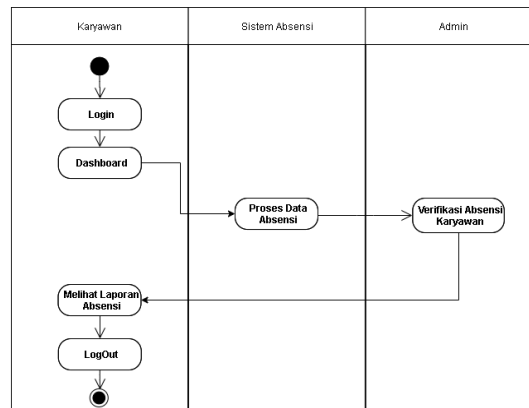 Karyawan
Sistem Absensi
Admin
Login
Dashboard
Proses Data
Absensi
Verifikasi Absensi
Karyawan
Melihat Laporan
Absensi
LogOut